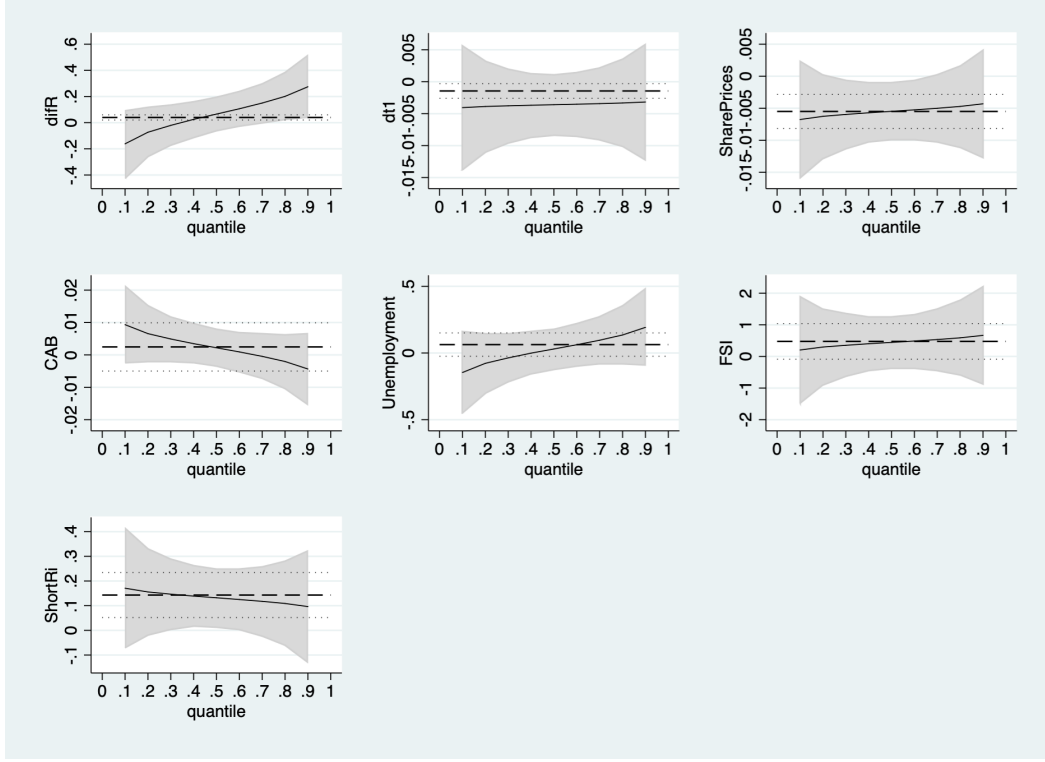 difR
-.4 -.2 0 .2 .4 .6
0 .1 .2 .3 .4 .5 .6 .7 .8 .9 1
quantile
dt1
-.015 -.01 -.005 0 .005
0 .1 .2 .3 .4 .5 .6 .7 .8 .9 1
quantile
SharePrices
-.015 -.01 -.005 0 .005
0 .1 .2 .3 .4 .5 .6 .7 .8 .9 1
quantile
CAB
-.02 -.01 0 .01 .02
0 .1 .2 .3 .4 .5 .6 .7 .8 .9 1
quantile
Unemployment
-.5 0 .5
0 .1 .2 .3 .4 .5 .6 .7 .8 .9 1
quantile
FSI
-2 -1 0 1 2
0 .1 .2 .3 .4 .5 .6 .7 .8 .9 1
quantile
ShortRi
-.1 0 .1 .2 .3 .4
0 .1 .2 .3 .4 .5 .6 .7 .8 .9 1
quantile